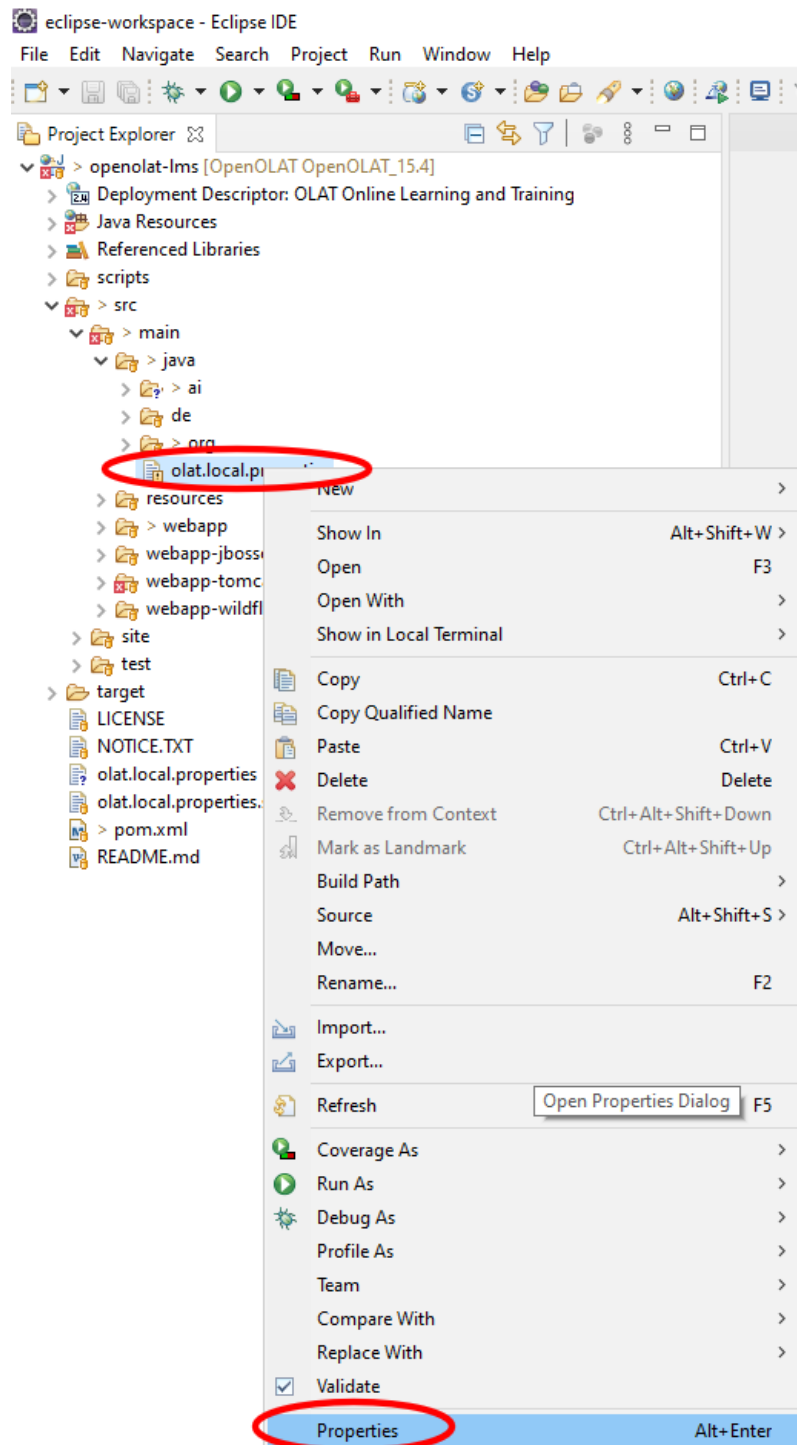 eclipse-workspace - Eclipse IDE
File Edit Navigate Search Project Run Window Help
Project Explorer
> openolat-lms [OpenOLAT OpenOLAT_15.4]
Deployment Descriptor: OLAT Online Learning and Training
Java Resources
Referenced Libraries
scripts
> src
> main
> java
> ai
de
> org
olat.local.pr
resources
> webapp
webapp-jboss
webapp-tomc
webapp-wildfl
site
test
target
LICENSE
NOTICE.TXT
olat.local.properties
olat.local.properties.
> pom.xml
README.md
New >
Show In Alt+Shift+W >
Open F3
Open With >
Show in Local Terminal >
Copy Ctrl+C
Copy Qualified Name
Paste Ctrl+V
Delete Delete
Remove from Context Ctrl+Alt+Shift+Down
Mark as Landmark Ctrl+Alt+Shift+Up
Build Path >
Source Alt+Shift+S >
Move...
Rename... F2
Import...
Export...
Refresh F5
Open Properties Dialog
Coverage As >
Run As >
Debug As >
Profile As >
Team >
Compare With >
Replace With >
Validate
Properties Alt+Enter